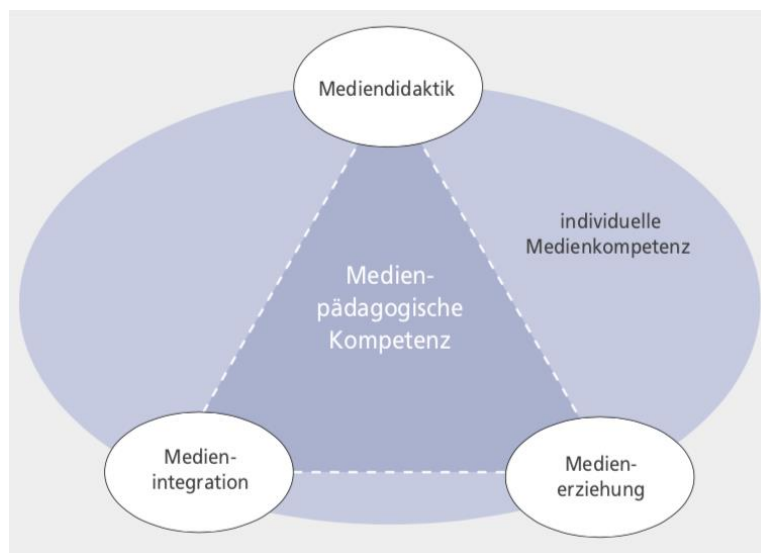 Mediendidaktik
individuelle
Medienkompetenz
Medien-
pädagogische
Kompetenz
Medien-
integration
Medien-
erziehung